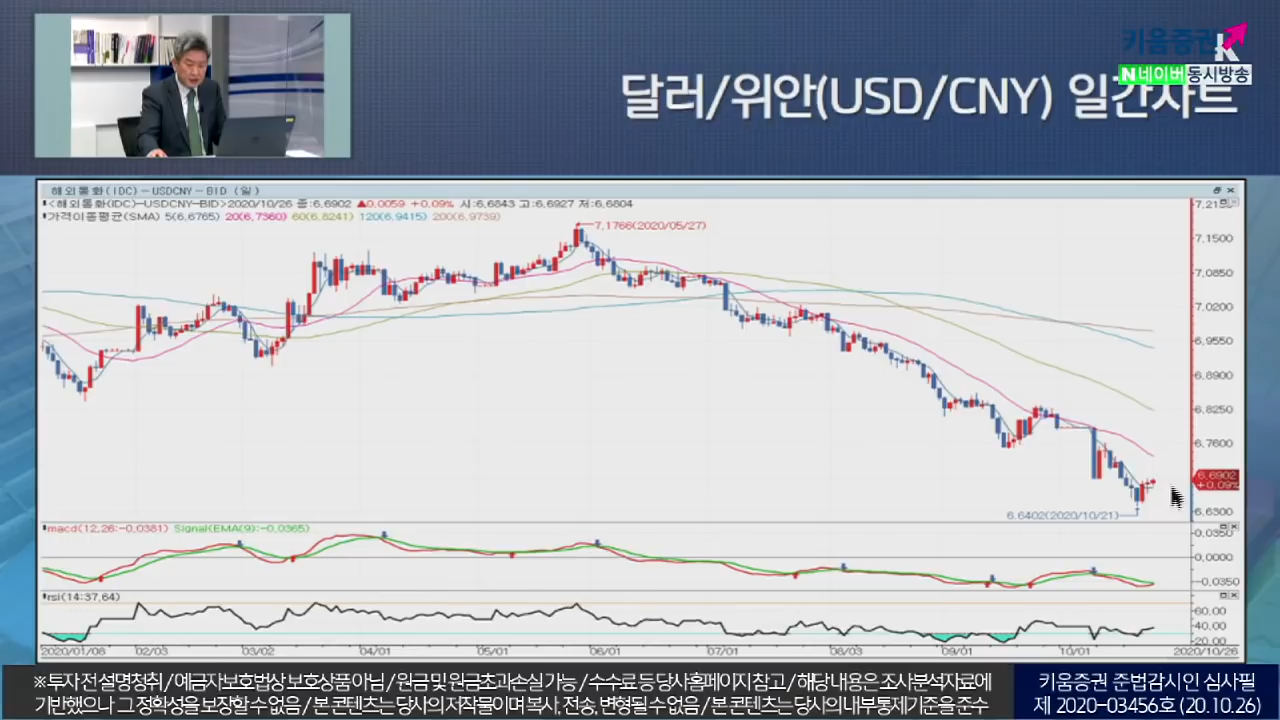 키움증권
N 네이버 동시방송
달러/위안(USD/CNY) 일간차트
해외통화(IDC)-USDCNY-BID (일)
<해외통화(IDC)-USDCNY-BID>2020/10/26 종:6.6902 ▲0.0059 +0.09% 시:6.6843 고:6.6927 저:6.6804
가격이동평균(SMA) 5(6.6765) 20(6.7360) 60(6.8241) 120(6.9415) 200(6.9739)
7.1766(2020/05/27)
7.1500
7.0850
7.0200
6.9550
6.8900
6.8250
6.7600
6.6902
+0.09%
6.6300
6.6402(2020/10/21)
macd(12,26:-0.0381) Signal(EMA(9):-0.0365)
0.0350
0.0000
-0.0350
rsi(14:37.64)
60.00
40.00
20.00
2020/01/08 02/03 03/02 04/01 05/01 06/01 07/01 08/03 09/01 10/01 2020/10/26
※ 투자 전 설명청취 / 예금자보호법상 보호상품 아님 / 원금 및 원금초과손실 가능 / 수수료 등 당사홈페이지 참고 / 해당 내용은 조사분석자료에
기반했으나 그 정확성을 보장할 수 없음 / 본 콘텐츠는 당사의 저작물이며 복사, 전송, 변형될 수 없음 / 본 콘텐츠는 당사의 내부통제기준을 준수
키움증권 준법감시인 심사필
제 2020-03456호 (20.10.26)